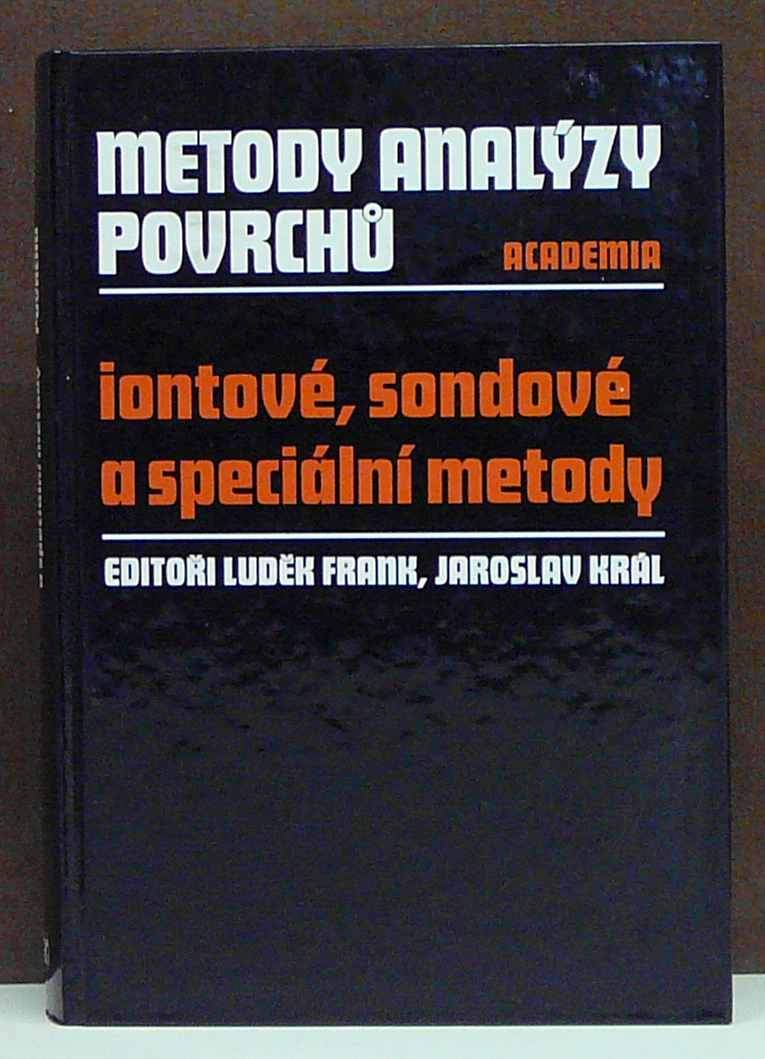 METODY ANALÝZY
POVRCHŮ
ACADEMIA
iontové, sondové
a speciální metody
EDITOŘI LUDĚK FRANK, JAROSLAV KRÁL